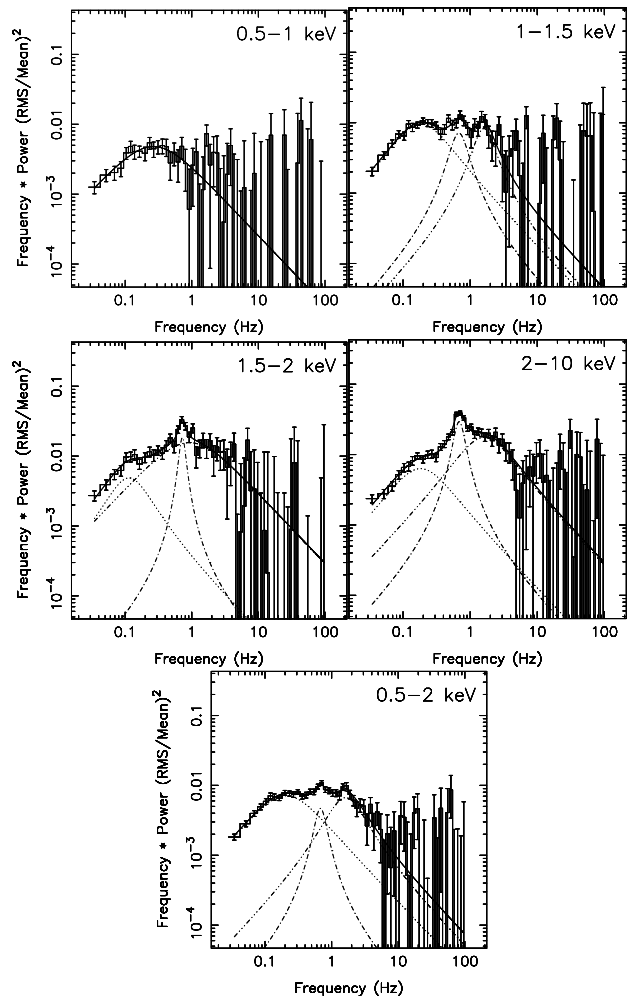 0.5−1 keV
1−1.5 keV
Frequency * Power (RMS/Mean)²
0.1
0.01
10⁻³
10⁻⁴
0.1 1 10 100
0.1 1 10 100
Frequency (Hz)
Frequency (Hz)
1.5−2 keV
2−10 keV
Frequency * Power (RMS/Mean)²
0.1
0.01
10⁻³
10⁻⁴
0.1 1 10 100
0.1 1 10 100
Frequency (Hz)
Frequency (Hz)
0.5−2 keV
Frequency * Power (RMS/Mean)²
0.1
0.01
10⁻³
10⁻⁴
0.1 1 10 100
Frequency (Hz)